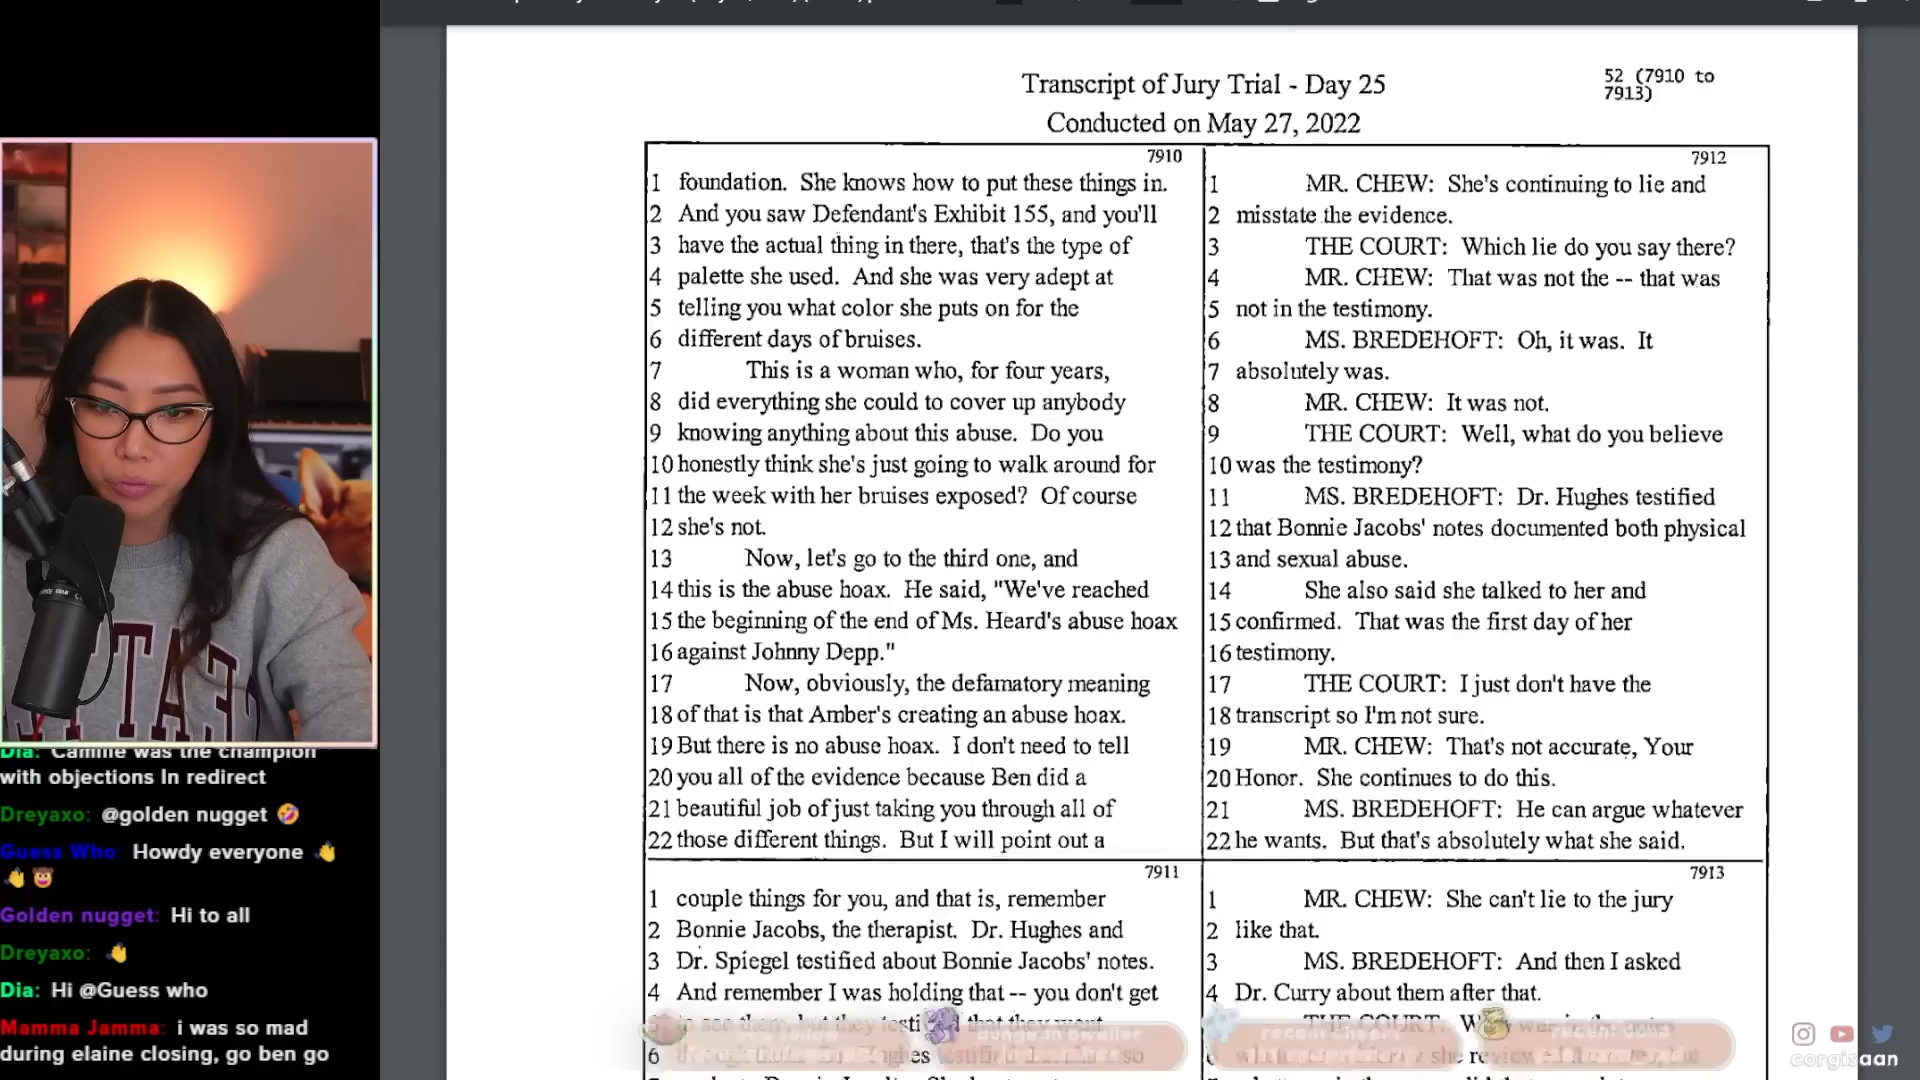 Transcript of Jury Trial - Day 25
Conducted on May 27, 2022
52 (7910 to
7913)
7910
1 foundation. She knows how to put these things in.
2 And you saw Defendant's Exhibit 155, and you'll
3 have the actual thing in there, that's the type of
4 palette she used. And she was very adept at
5 telling you what color she puts on for the
6 different days of bruises.
7 This is a woman who, for four years,
8 did everything she could to cover up anybody
9 knowing anything about this abuse. Do you
10 honestly think she's just going to walk around for
11 the week with her bruises exposed? Of course
12 she's not.
13 Now, let's go to the third one, and
14 this is the abuse hoax. He said, "We've reached
15 the beginning of the end of Ms. Heard's abuse hoax
16 against Johnny Depp."
17 Now, obviously, the defamatory meaning
18 of that is that Amber's creating an abuse hoax.
19 But there is no abuse hoax. I don't need to tell
20 you all of the evidence because Ben did a
21 beautiful job of just taking you through all of
22 those different things. But I will point out a
7911
1 couple things for you, and that is, remember
2 Bonnie Jacobs, the therapist. Dr. Hughes and
3 Dr. Spiegel testified about Bonnie Jacobs' notes.
4 And remember I was holding that -- you don't get
6
7912
1 MR. CHEW: She's continuing to lie and
2 misstate the evidence.
3 THE COURT: Which lie do you say there?
4 MR. CHEW: That was not the -- that was
5 not in the testimony.
6 MS. BREDEHOFT: Oh, it was. It
7 absolutely was.
8 MR. CHEW: It was not.
9 THE COURT: Well, what do you believe
10 was the testimony?
11 MS. BREDEHOFT: Dr. Hughes testified
12 that Bonnie Jacobs' notes documented both physical
13 and sexual abuse.
14 She also said she talked to her and
15 confirmed. That was the first day of her
16 testimony.
17 THE COURT: I just don't have the
18 transcript so I'm not sure.
19 MR. CHEW: That's not accurate, Your
20 Honor. She continues to do this.
21 MS. BREDEHOFT: He can argue whatever
22 he wants. But that's absolutely what she said.
7913
1 MR. CHEW: She can't lie to the jury
2 like that.
3 MS. BREDEHOFT: And then I asked
4 Dr. Curry about them after that.
THE COURT:
Dia: Camille was the champion
with objections In redirect
Dreyaxo: @golden nugget 🤣
Guess Who: Howdy everyone 👋
👋 🤠
Golden nugget: Hi to all
Dreyaxo: 👋
Dia: Hi @Guess who
Mamma Jamma: i was so mad
during elaine closing, go ben go
corgisaan